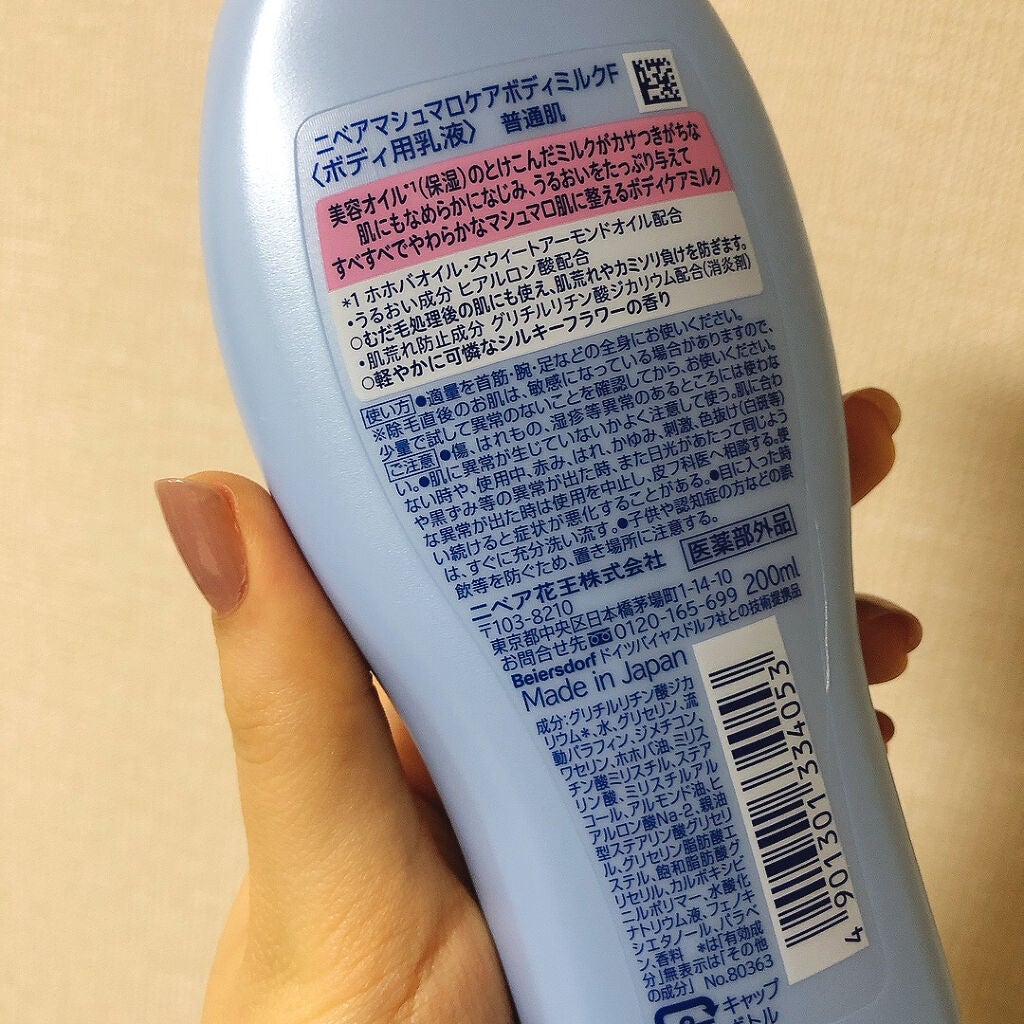 ニベアマシュマロケアボディミルクF
〈ボディ用乳液〉 普通肌
美容オイル*1(保湿)のとけこんだミルクがカサつきがちな
肌にもなめらかになじみ、うるおいをたっぷり与えて
すべすべでやわらかなマシュマロ肌に整えるボディケアミルク
*1 ホホバオイル・スウィートアーモンドオイル配合
・うるおい成分 ヒアルロン酸配合
○むだ毛処理後の肌にも使え、肌荒れやカミソリ負けを防ぎます。
・肌荒れ防止成分 グリチルリチン酸ジカリウム配合(消炎剤)
○軽やかに可憐なシルキーフラワーの香り
使い方 ●適量を首筋・腕・足などの全身にお使いください。
※除毛直後のお肌は、敏感になっている場合がありますので、
少量で試して異常のないことを確認してから、お使いください。
ご注意 ●傷、はれもの、湿疹等異常のあるところには使わな
い。●肌に異常が生じていないかよく注意して使う。肌に合わ
ない時や、使用中、赤み、はれ、かゆみ、刺激、色抜け(白斑等)
や黒ずみ等の異常が出た時、また日光があたって同じよう
な異常が出た時は使用を中止し、皮フ科医へ相談する。使
い続けると症状が悪化することがある。●目に入った時
は、すぐに充分洗い流す。●子供や認知症の方などの誤
飲等を防ぐため、置き場所に注意する。
ニベア花王株式会社 医薬部外品
〒103-8210
東京都中央区日本橋茅場町1-14-10 200ml
お問合せ先 0120-165-699
Beiersdorf ドイツバイヤスドルフ社との技術提携品
Made in Japan
成分:グリチルリチン酸ジカ
リウム*、水、グリセリン、流
動パラフィン、ジメチコン、
ワセリン、ホホバ油、ミリス
チン酸ミリスチル、ステア
リン酸、ミリスチルアル
コール、アルモンド油、ヒ
アルロン酸Na-2、親油
型ステアリン酸グリセリ
ル、グリセリン脂肪酸エ
ステル、飽和脂肪酸グ
リセリル、カルボキシビ
ニルポリマー、水酸化
ナトリウム液、フェノキ
シエタノール、パラベ
ン、香料 *は「有効成
分」無表示は「その他
の成分」 No.80363
4 901301 334053
キャップ
ボトル